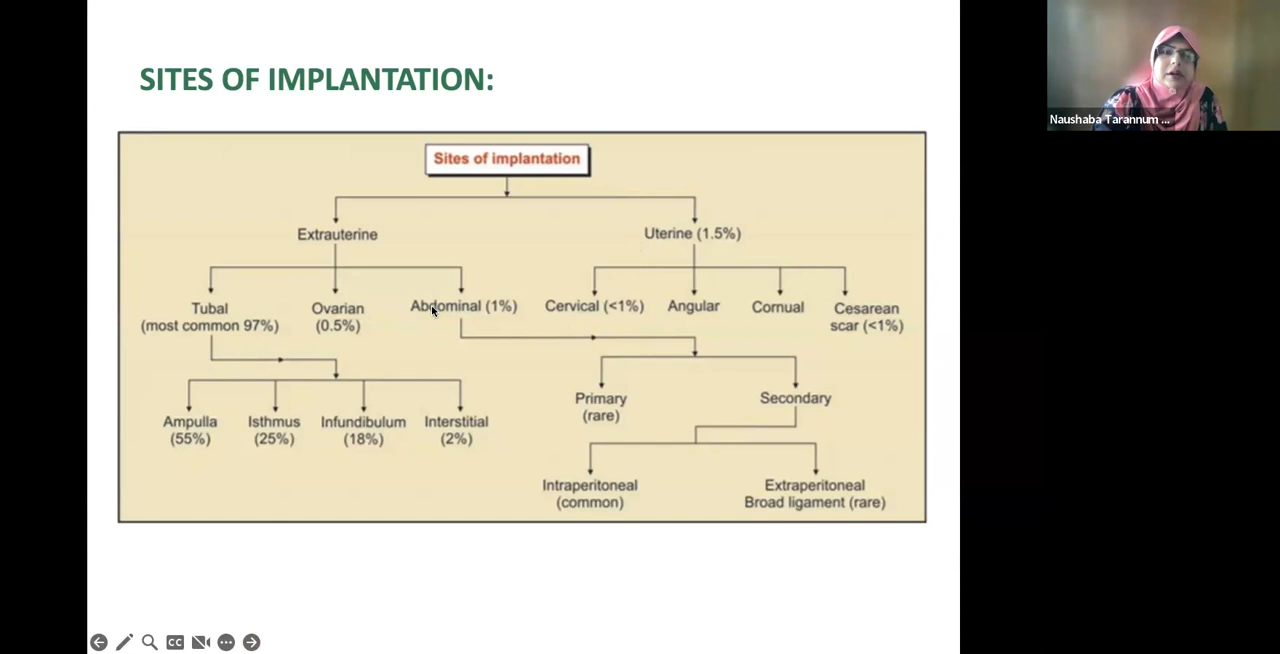 SITES OF IMPLANTATION:
Sites of implantation
Extrauterine
Uterine (1.5%)
Tubal
(most common 97%)
Ovarian
(0.5%)
Abdominal (1%)
Cervical (<1%)
Angular
Cornual
Cesarean
scar (<1%)
Ampulla
(55%)
Isthmus
(25%)
Infundibulum
(18%)
Interstitial
(2%)
Primary
(rare)
Secondary
Intraperitoneal
(common)
Extraperitoneal
Broad ligament (rare)
Naushaba Tarannum ...
CC